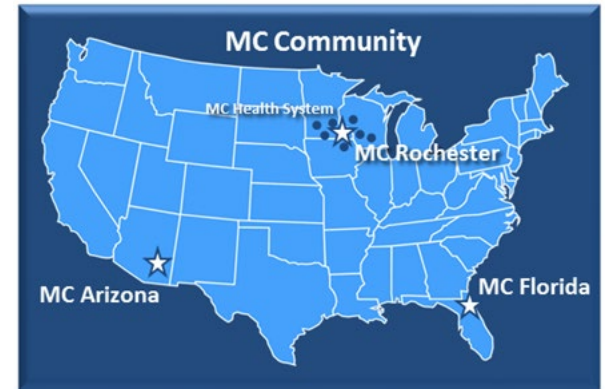 MC Community
MC Health System
MC Rochester
MC Arizona
MC Florida